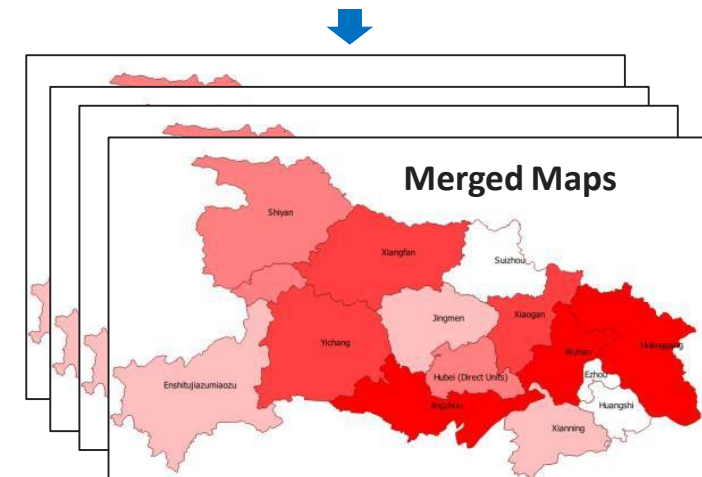 Merged Maps
Shiyan
Xiangfan
Suizhou
Jingmen
Xiaogan
Huanggang
Yichang
Wuhan
Hubei (Direct Units)
Ezhou
Enshitujiazumiaozu
Jingzhou
Huangshi
Xianning